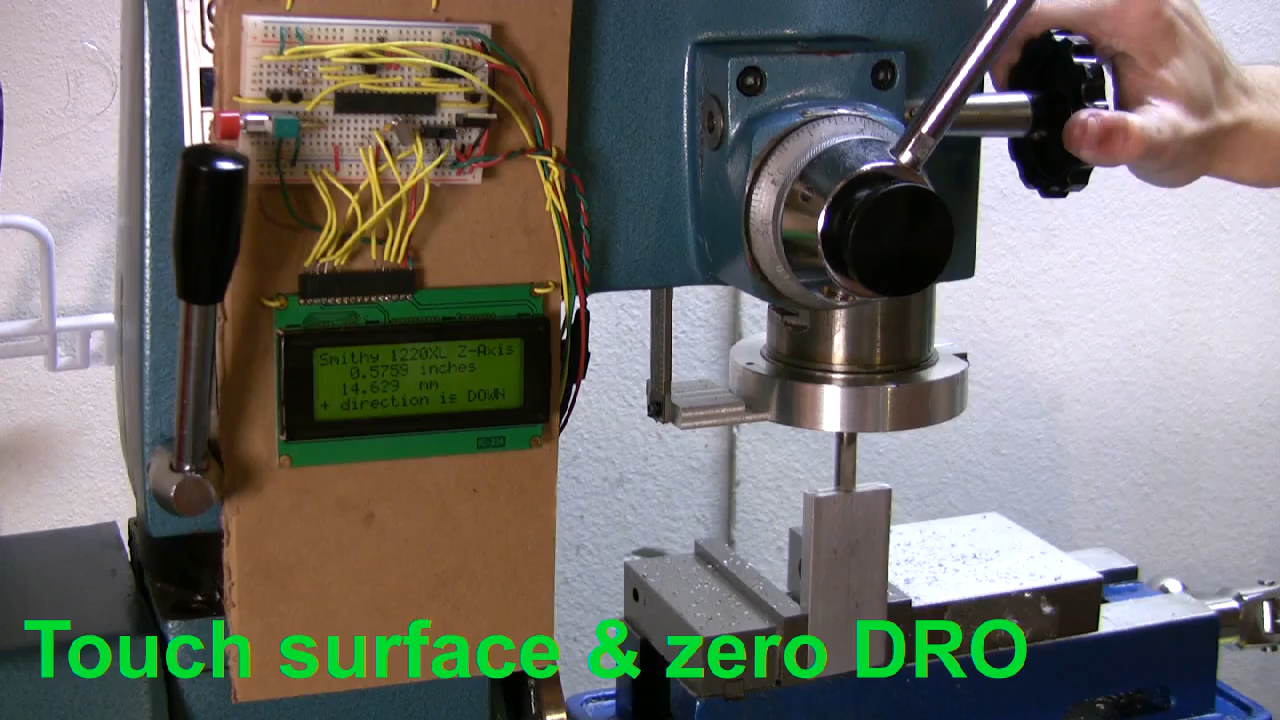 Smithy 1220XL Z-Axis
0.5759 inches
14.629 mm
+ direction is DOWN
Touch surface & zero DRO